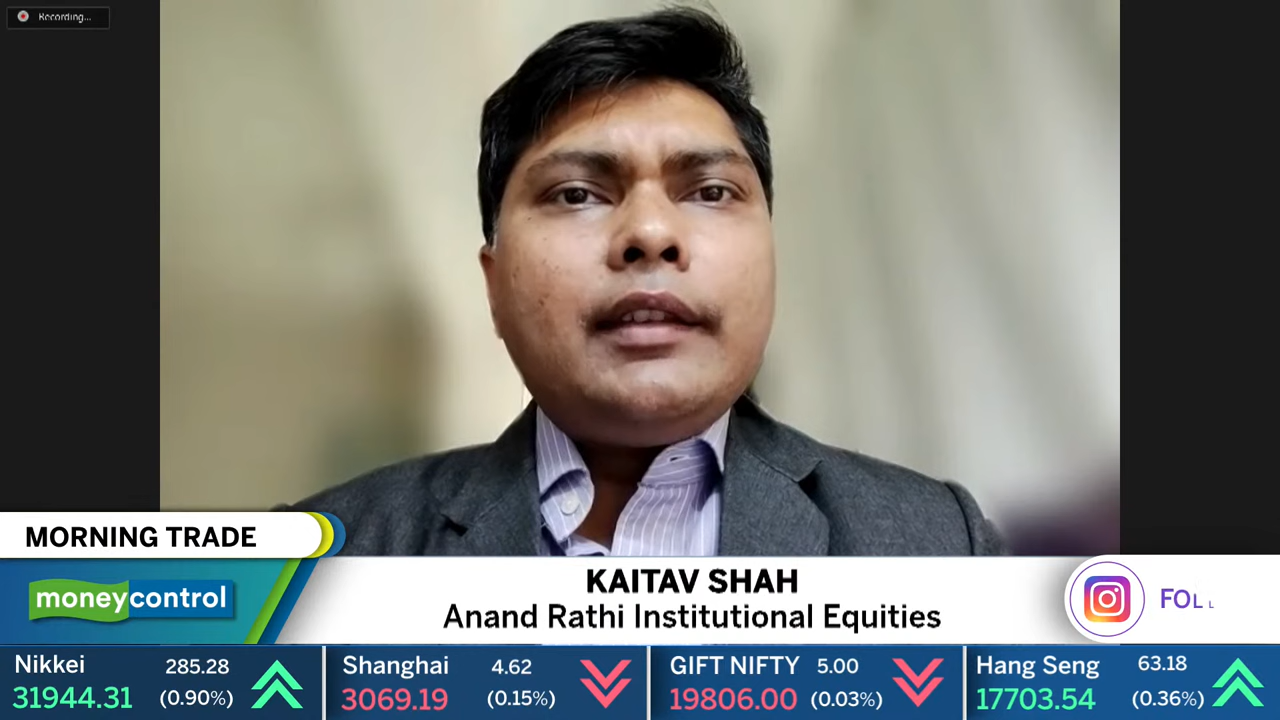 Recording...
MORNING TRADE
moneycontrol
KAITAV SHAH
Anand Rathi Institutional Equities
FOL L
Nikkei 285.28
31944.31 (0.90%)
Shanghai 4.62
3069.19 (0.15%)
GIFT NIFTY 5.00
19806.00 (0.03%)
Hang Seng 63.18
17703.54 (0.36%)